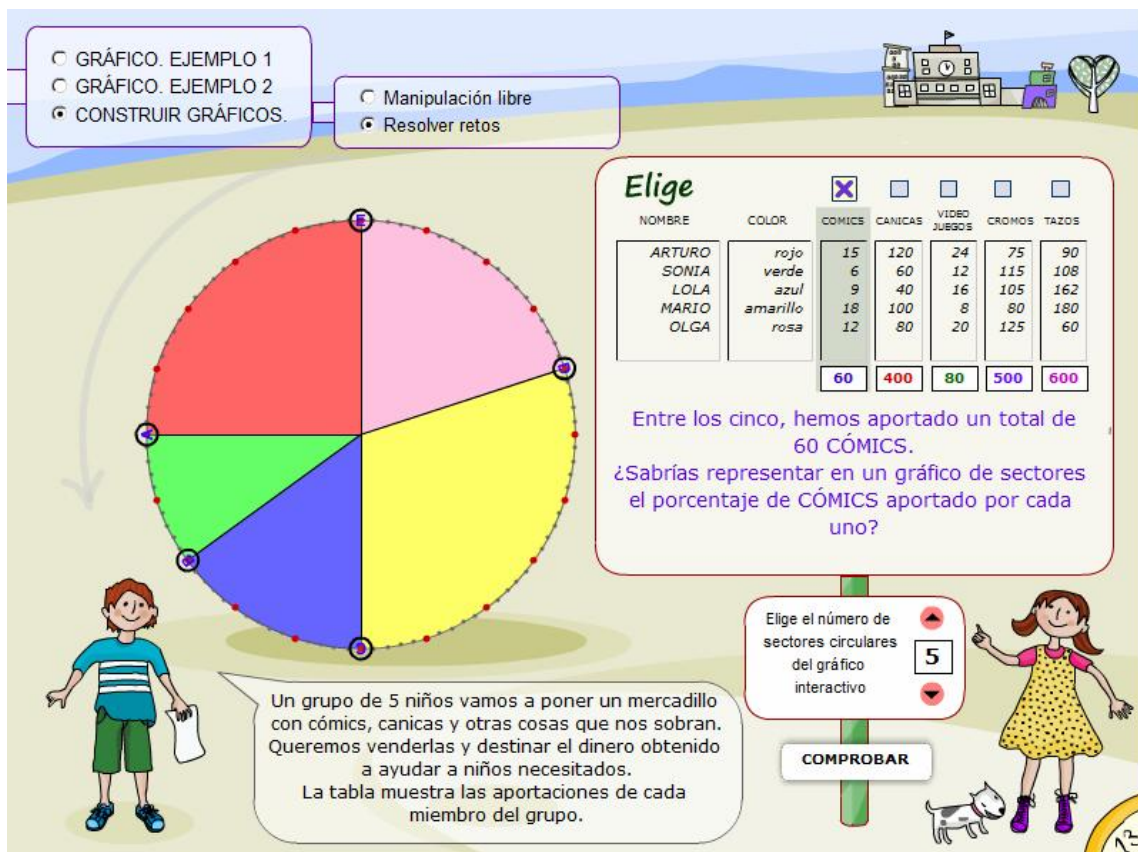 GRÁFICO. EJEMPLO 1
GRÁFICO. EJEMPLO 2
CONSTRUIR GRÁFICOS.
Manipulación libre
Resolver retos
Elige
NOMBRE COLOR COMICS CANICAS VIDEO JUEGOS CROMOS TAZOS
ARTURO rojo 15 120 24 75 90
SONIA verde 6 60 12 115 108
LOLA azul 9 40 16 105 162
MARIO amarillo 18 100 8 80 180
OLGA rosa 12 80 20 125 60
60 400 80 500 600
Entre los cinco, hemos aportado un total de
60 CÓMICS.
¿Sabrías representar en un gráfico de sectores
el porcentaje de CÓMICS aportado por cada
uno?
Elige el número de
sectores circulares
del gráfico
interactivo
5
COMPROBAR
Un grupo de 5 niños vamos a poner un mercadillo
con cómics, canicas y otras cosas que nos sobran.
Queremos venderlas y destinar el dinero obtenido
a ayudar a niños necesitados.
La tabla muestra las aportaciones de cada
miembro del grupo.
13